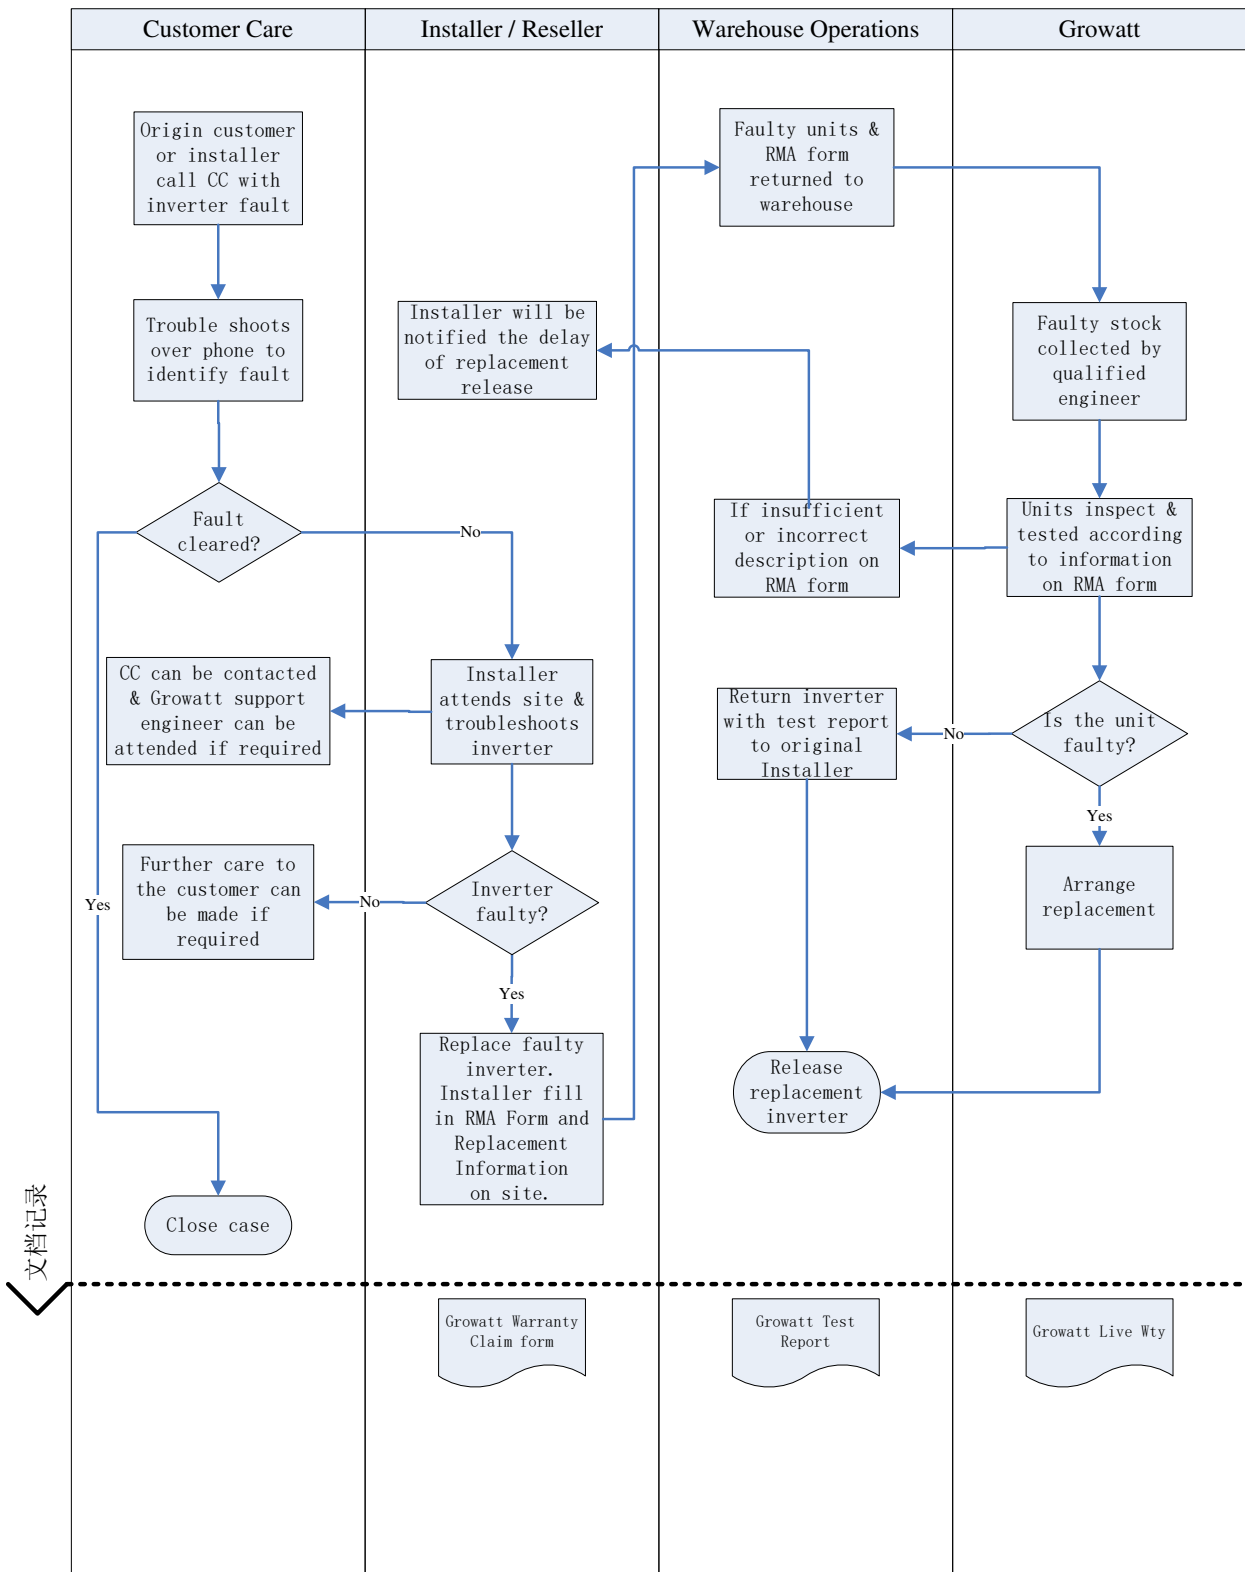 Customer Care
Installer / Reseller
Warehouse Operations
Growatt
Origin customer
or installer
call CC with
inverter fault
Trouble shoots
over phone to
identify fault
Fault
cleared?
No
Yes
CC can be contacted
& Growatt support
engineer can be
attended if required
Further care to
the customer can
be made if
required
Close case
Installer will be
notified the delay
of replacement
release
Installer
attends site &
troubleshoots
inverter
Inverter
faulty?
No
Yes
Replace faulty
inverter.
Installer fill
in RMA Form and
Replacement
Information
on site.
Faulty units &
RMA form
returned to
warehouse
If insufficient
or incorrect
description on
RMA form
Return inverter
with test report
to original
Installer
Release
replacement
inverter
Faulty stock
collected by
qualified
engineer
Units inspect &
tested according
to information
on RMA form
Is the unit
faulty?
No
Yes
Arrange
replacement
文档记录
Growatt Warranty
Claim form
Growatt Test
Report
Growatt Live Wty